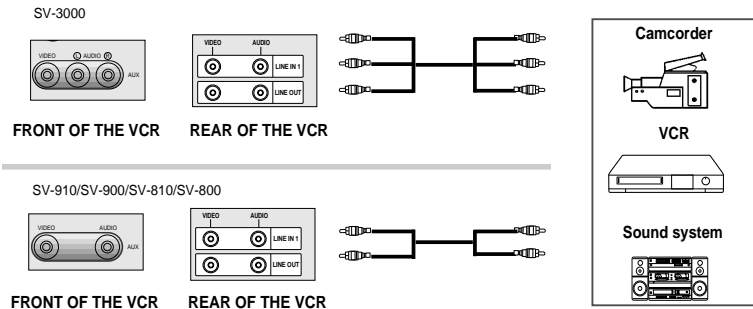 SV-3000
VIDEO L AUDIO R
AUX
FRONT OF THE VCR
VIDEO AUDIO
LINE IN 1
LINE OUT
REAR OF THE VCR
SV-910/SV-900/SV-810/SV-800
VIDEO AUDIO
AUX
FRONT OF THE VCR
VIDEO AUDIO
LINE IN 1
LINE OUT
REAR OF THE VCR
Camcorder
VCR
Sound system